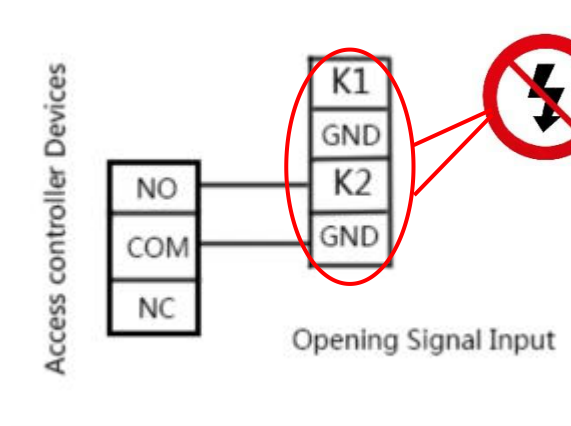 Access controller Devices
NO
COM
NC
K1
GND
K2
GND
Opening Signal Input